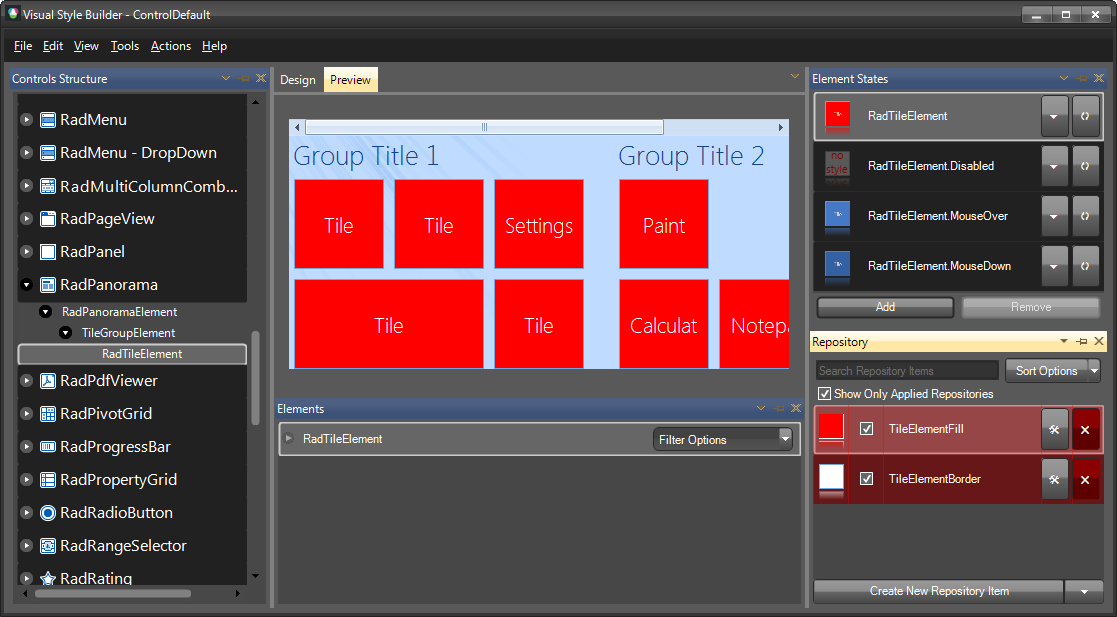 Visual Style Builder - ControlDefault
File Edit View Tools Actions Help
Controls Structure
RadMenu
RadMenu - DropDown
RadMultiColumnComb...
RadPageView
RadPanel
RadPanorama
RadPanoramaElement
TileGroupElement
RadTileElement
RadPdfViewer
RadPivotGrid
RadProgressBar
RadPropertyGrid
RadRadioButton
RadRangeSelector
RadRating
Design Preview
Group Title 1 Group Title 2
Tile Tile Settings Paint
Tile Tile Calculat Notepa
Elements
RadTileElement Filter Options
Element States
RadTileElement
no style RadTileElement.Disabled
RadTileElement.MouseOver
RadTileElement.MouseDown
Add Remove
Repository
Search Repository Items Sort Options
Show Only Applied Repositories
TileElementFill
TileElementBorder
Create New Repository Item